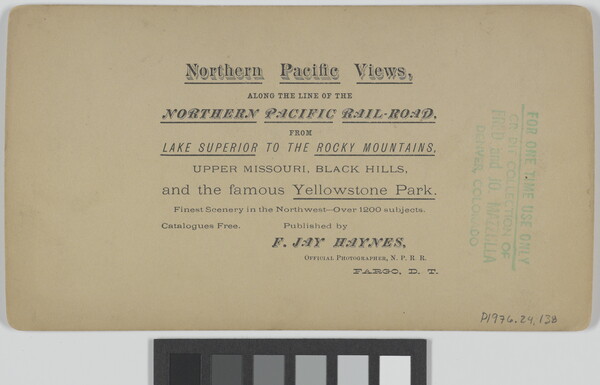 Northern Pacific Views,
ALONG THE LINE OF THE
NORTHERN PACIFIC RAIL-ROAD,
FROM
LAKE SUPERIOR TO THE ROCKY MOUNTAINS,
UPPER MISSOURI, BLACK HILLS,
and the famous Yellowstone Park.
Finest Scenery in the Northwest—Over 1200 subjects.
Catalogues Free. Published by
F. JAY HAYNES,
OFFICIAL PHOTOGRAPHER, N. P. R. R.
FARGO, D. T.
FOR ONE TIME USE ONLY
COLLECTION OF
FRED and JO MAZZULLA
DENVER, COLORADO
P1976.24.138